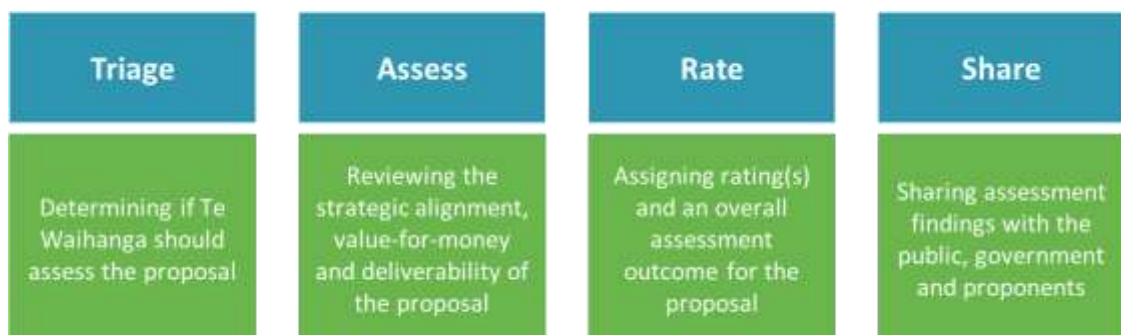 Triage
Determining if Te
Waihanga should
assess the proposal
Assess
Reviewing the
strategic alignment,
value-for-money
and deliverability of
the proposal
Rate
Assigning rating(s)
and an overall
assessment
outcome for the
proposal
Share
Sharing assessment
findings with the
public, government
and proponents